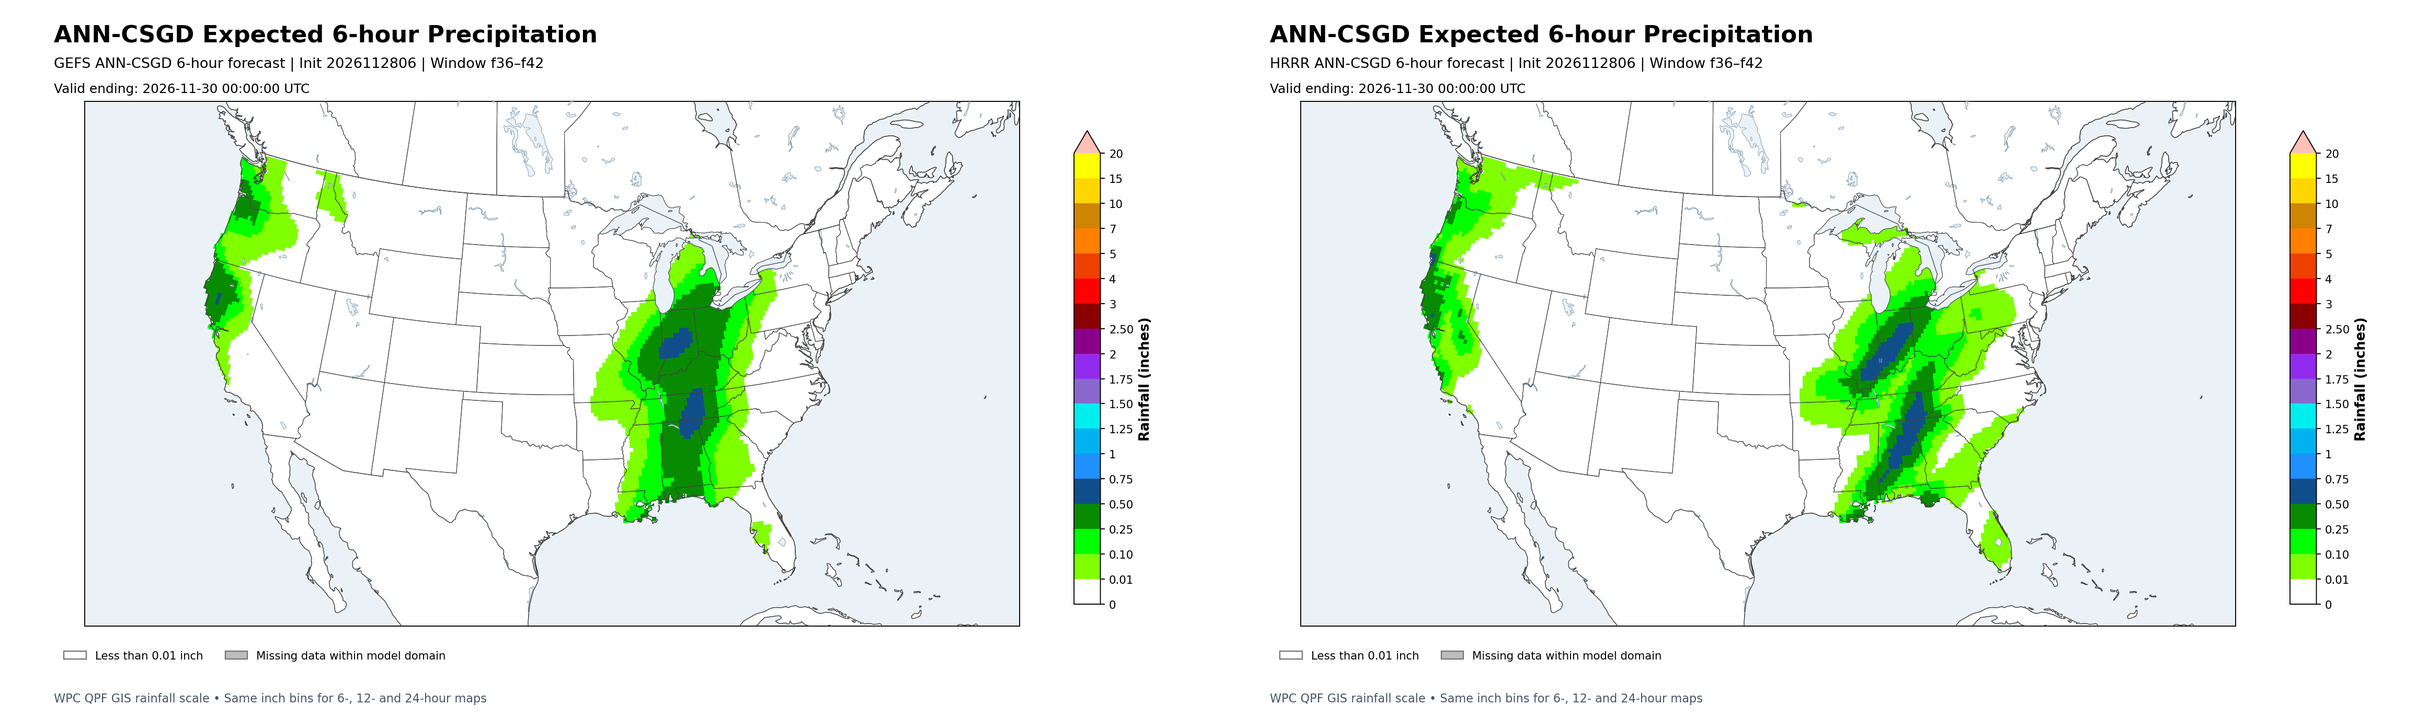 ANN-CSGD Expected 6-hour Precipitation
GEFS ANN-CSGD 6-hour forecast | Init 2026112806 | Window f36–f42
Valid ending: 2026-11-30 00:00:00 UTC
20
15
10
7
5
4
3
2.50
2
1.75
1.50
1.25
1
0.75
0.50
0.25
0.10
0.01
0
Rainfall (inches)
Less than 0.01 inch
Missing data within model domain
WPC QPF GIS rainfall scale • Same inch bins for 6-, 12- and 24-hour maps
ANN-CSGD Expected 6-hour Precipitation
HRRR ANN-CSGD 6-hour forecast | Init 2026112806 | Window f36–f42
Valid ending: 2026-11-30 00:00:00 UTC
20
15
10
7
5
4
3
2.50
2
1.75
1.50
1.25
1
0.75
0.50
0.25
0.10
0.01
0
Rainfall (inches)
Less than 0.01 inch
Missing data within model domain
WPC QPF GIS rainfall scale • Same inch bins for 6-, 12- and 24-hour maps